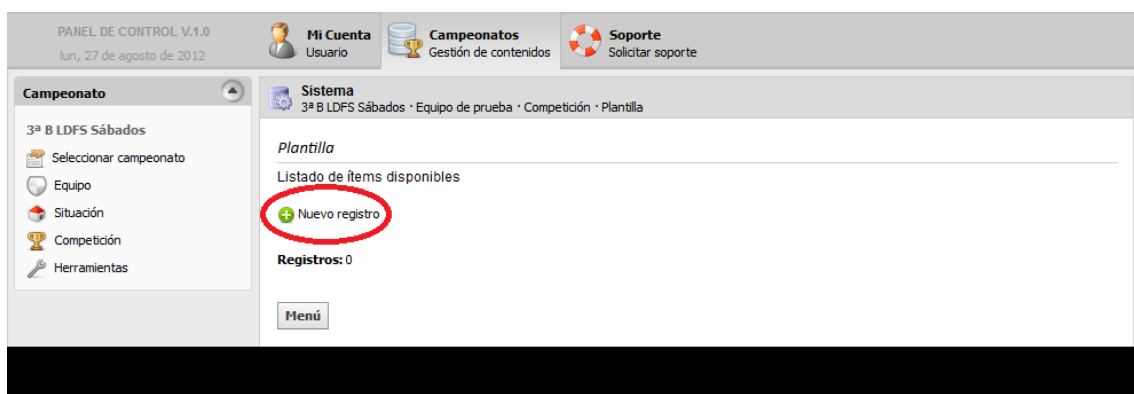 PANEL DE CONTROL V.1.0
lun, 27 de agosto de 2012
Mi Cuenta
Usuario
Campeonatos
Gestión de contenidos
Soporte
Solicitar soporte
Campeonato
3ª B LDFS Sábados
Seleccionar campeonato
Equipo
Situación
Competición
Herramientas
Sistema
3ª B LDFS Sábados · Equipo de prueba · Competición · Plantilla
Plantilla
Listado de ítems disponibles
Nuevo registro
Registros: 0
Menú